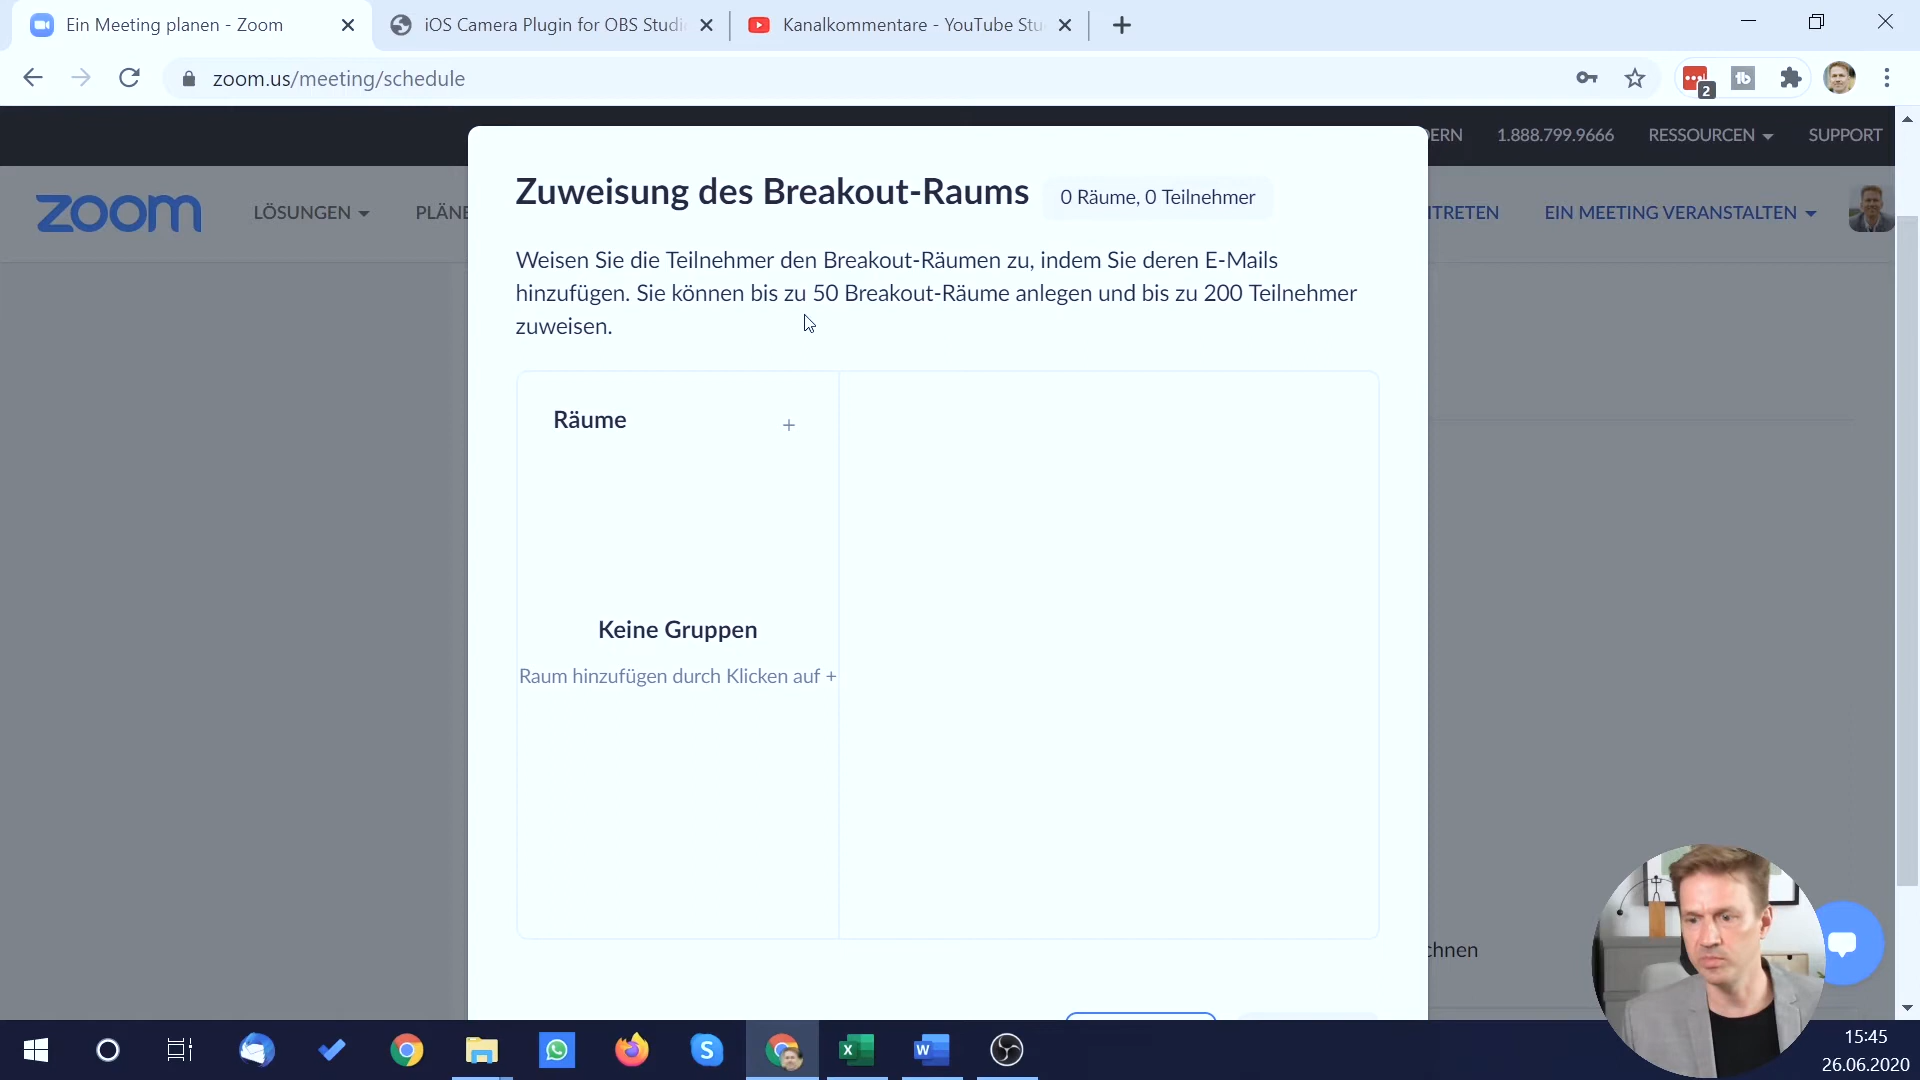 Ein Meeting planen - Zoom
iOS Camera Plugin for OBS Studi
Kanalkommentare - YouTube Stu
zoom.us/meeting/schedule
2
DERN
1.888.799.9666
RESSOURCEN
SUPPORT
zoom
LÖSUNGEN
PLÄNE
ITRETEN
EIN MEETING VERANSTALTEN
Zuweisung des Breakout-Raums
0 Räume, 0 Teilnehmer
Weisen Sie die Teilnehmer den Breakout-Räumen zu, indem Sie deren E-Mails
hinzufügen. Sie können bis zu 50 Breakout-Räume anlegen und bis zu 200 Teilnehmer
zuweisen.
Räume
+
Keine Gruppen
Raum hinzufügen durch Klicken auf +
chnen
15:45
26.06.2020